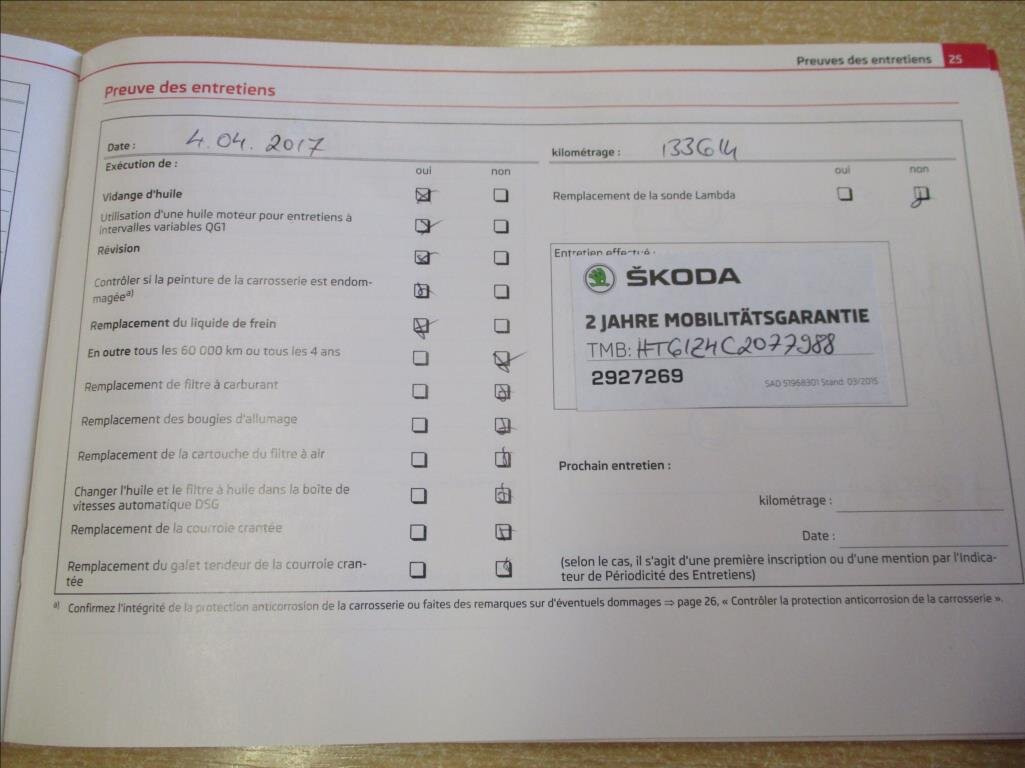 Preuves des entretiens 25
Preuve des entretiens
Date : 4.04.2017
kilométrage : 133614
Exécution de :
oui non
Vidange d'huile
Utilisation d'une huile moteur pour entretiens à
intervalles variables QG1
Révision
Contrôler si la peinture de la carrosserie est endom-
magée a)
Remplacement du liquide de frein
En outre tous les 60 000 km ou tous les 4 ans
Remplacement de filtre à carburant
Remplacement des bougies d'allumage
Remplacement de la cartouche du filtre à air
Changer l'huile et le filtre à huile dans la boîte de
vitesses automatique DSG
Remplacement de la courroie crantée
Remplacement du galet tendeur de la courroie cran-
tée
oui non
Remplacement de la sonde Lambda
Entretien effectué :
ŠKODA
2 JAHRE MOBILITÄTSGARANTIE
TMB: HT6124C2077988
2927269
SAD 51968301 Stand: 03/2015
Prochain entretien :
kilométrage :
Date :
(selon le cas, il s'agit d'une première inscription ou d'une mention par l'Indica-
teur de Périodicité des Entretiens)
a) Confirmez l'intégrité de la protection anticorrosion de la carrosserie ou faites des remarques sur d'éventuels dommages ⇒ page 26, « Contrôler la protection anticorrosion de la carrosserie ».